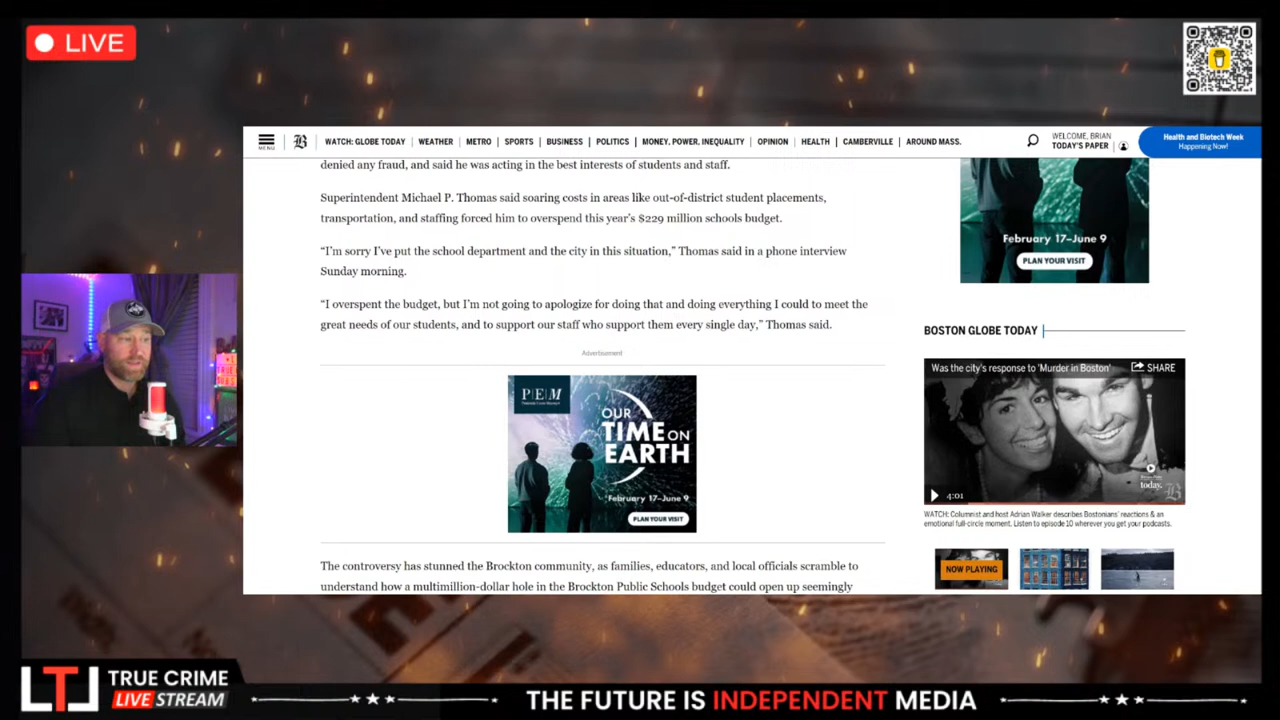 LIVE
MENU
B
WATCH: GLOBE TODAY
WEATHER
METRO
SPORTS
BUSINESS
POLITICS
MONEY, POWER, INEQUALITY
OPINION
HEALTH
CAMBERVILLE
AROUND MASS.
WELCOME, BRIAN
TODAY'S PAPER
Health and Biotech Week
Happening Now!
denied any fraud, and said he was acting in the best interests of students and staff.
Superintendent Michael P. Thomas said soaring costs in areas like out-of-district student placements,
transportation, and staffing forced him to overspend this year's $229 million schools budget.
“I'm sorry I've put the school department and the city in this situation,” Thomas said in a phone interview
Sunday morning.
“I overspent the budget, but I'm not going to apologize for doing that and doing everything I could to meet the
great needs of our students, and to support our staff who support them every single day,” Thomas said.
Advertisement
PEM
OUR
TIME ON
EARTH
February 17–June 9
PLAN YOUR VISIT
The controversy has stunned the Brockton community, as families, educators, and local officials scramble to
understand how a multimillion-dollar hole in the Brockton Public Schools budget could open up seemingly
February 17–June 9
PLAN YOUR VISIT
BOSTON GLOBE TODAY
Was the city's response to 'Murder in Boston'
SHARE
today.
B
4:01
WATCH: Columnist and host Adrian Walker describes Bostonians' reactions & an
emotional full-circle moment. Listen to episode 10 wherever you get your podcasts.
NOW PLAYING
LTL
TRUE CRIME
LIVE STREAM
THE FUTURE IS INDEPENDENT MEDIA